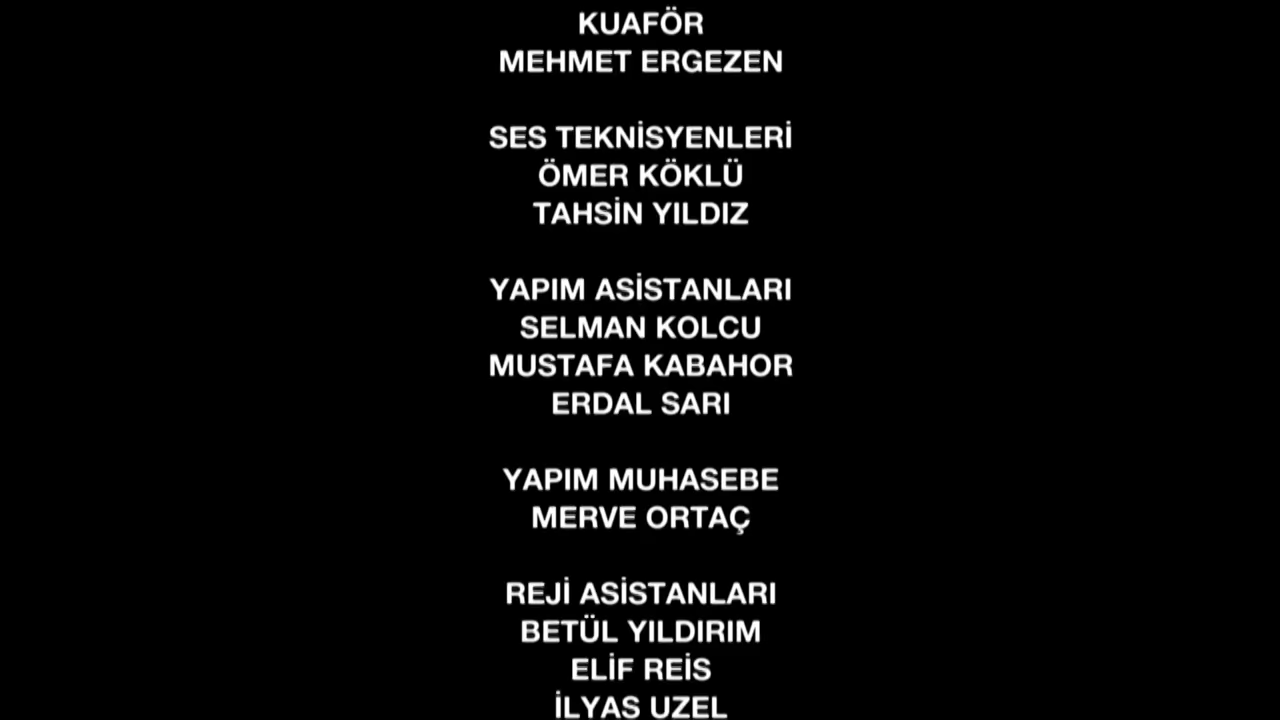 KUAFÖR
MEHMET ERGEZEN
SES TEKNİSYENLERİ
ÖMER KÖKLÜ
TAHSİN YILDIZ
YAPIM ASİSTANLARI
SELMAN KOLCU
MUSTAFA KABAHOR
ERDAL SARI
YAPIM MUHASEBE
MERVE ORTAÇ
REJİ ASİSTANLARI
BETÜL YILDIRIM
ELİF REİS
İLYAS UZEL